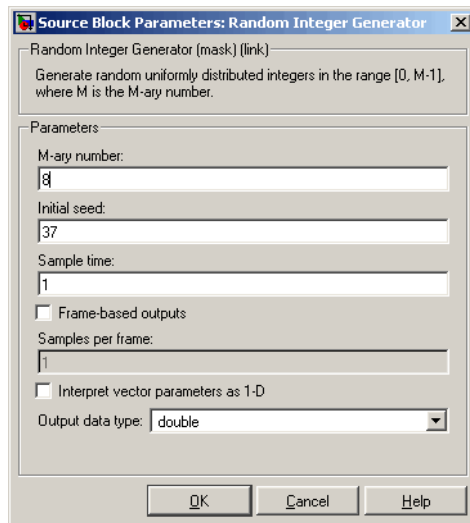 Source Block Parameters: Random Integer Generator
Random Integer Generator (mask) (link)
Generate random uniformly distributed integers in the range [0, M-1],
where M is the M-ary number.
Parameters
M-ary number:
8
Initial seed:
37
Sample time:
1
Frame-based outputs
Samples per frame:
1
Interpret vector parameters as 1-D
Output data type: double
OK Cancel Help